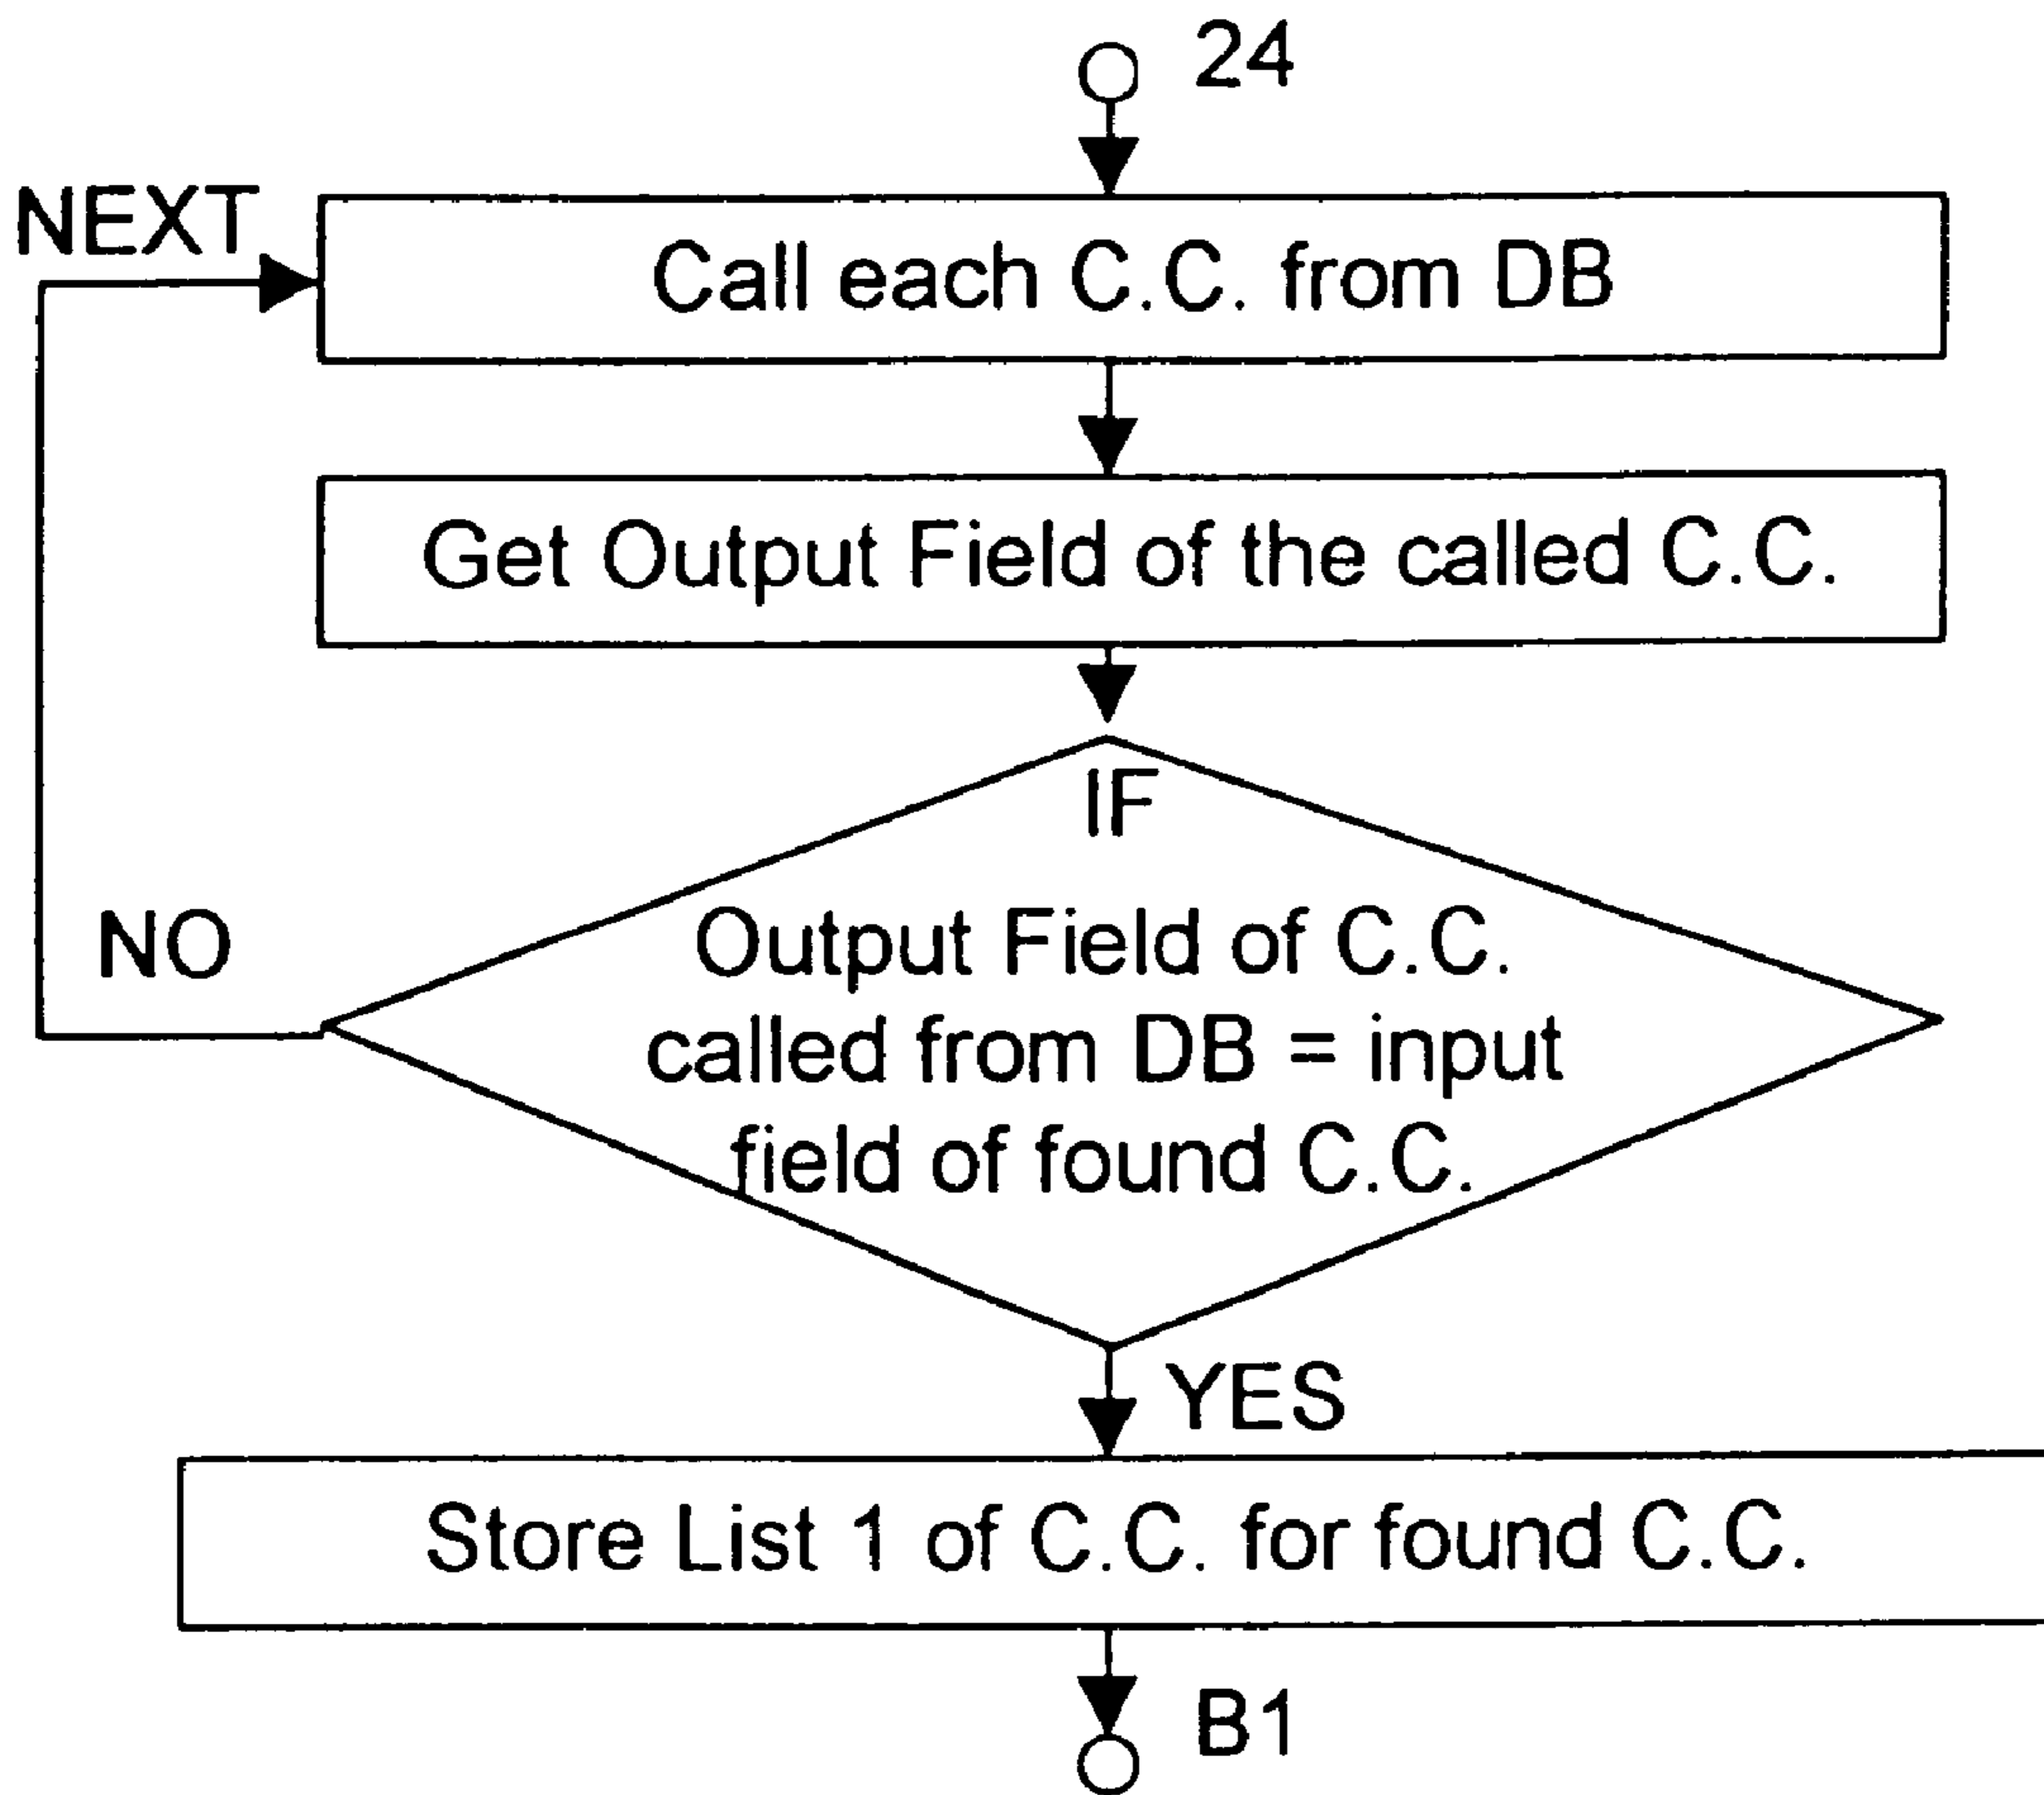 24
NEXT
Call each C.C. from DB
Get Output Field of the called C.C.
IF
NO
Output Field of C.C.
called from DB = input
field of found C.C.
YES
Store List 1 of C.C. for found C.C.
B1